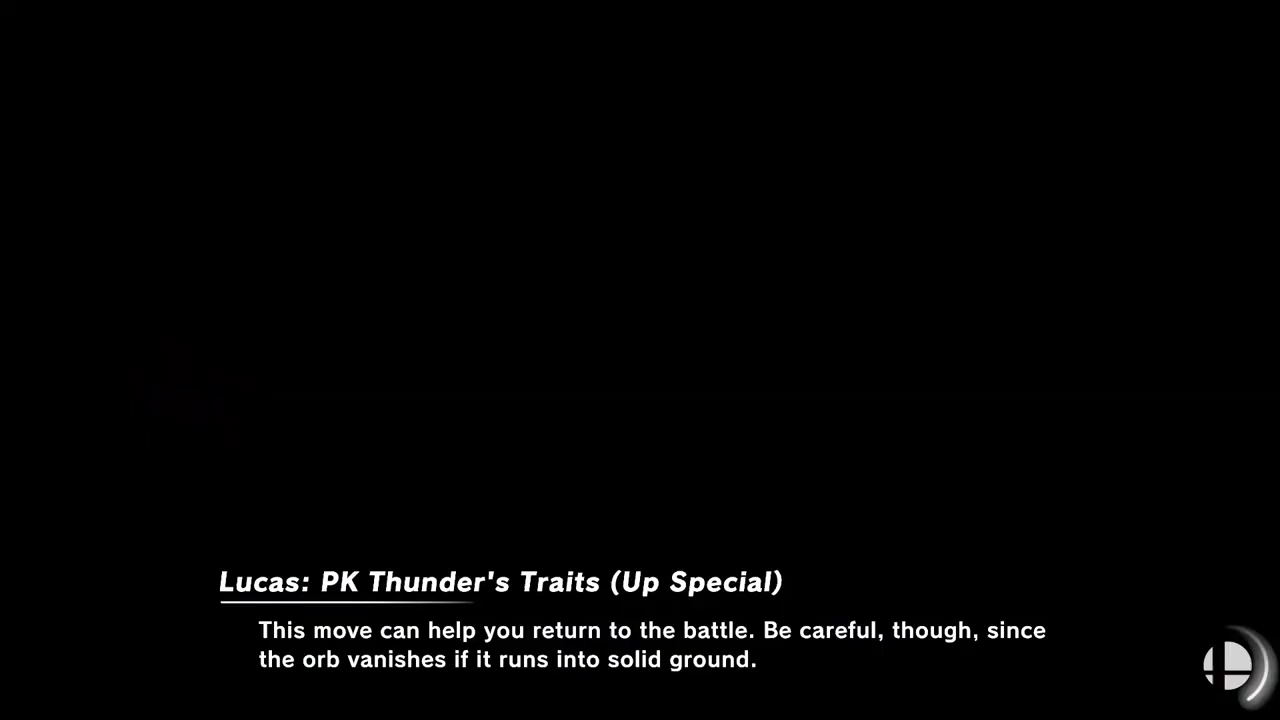 Lucas: PK Thunder's Traits (Up Special)
This move can help you return to the battle. Be careful, though, since
the orb vanishes if it runs into solid ground.